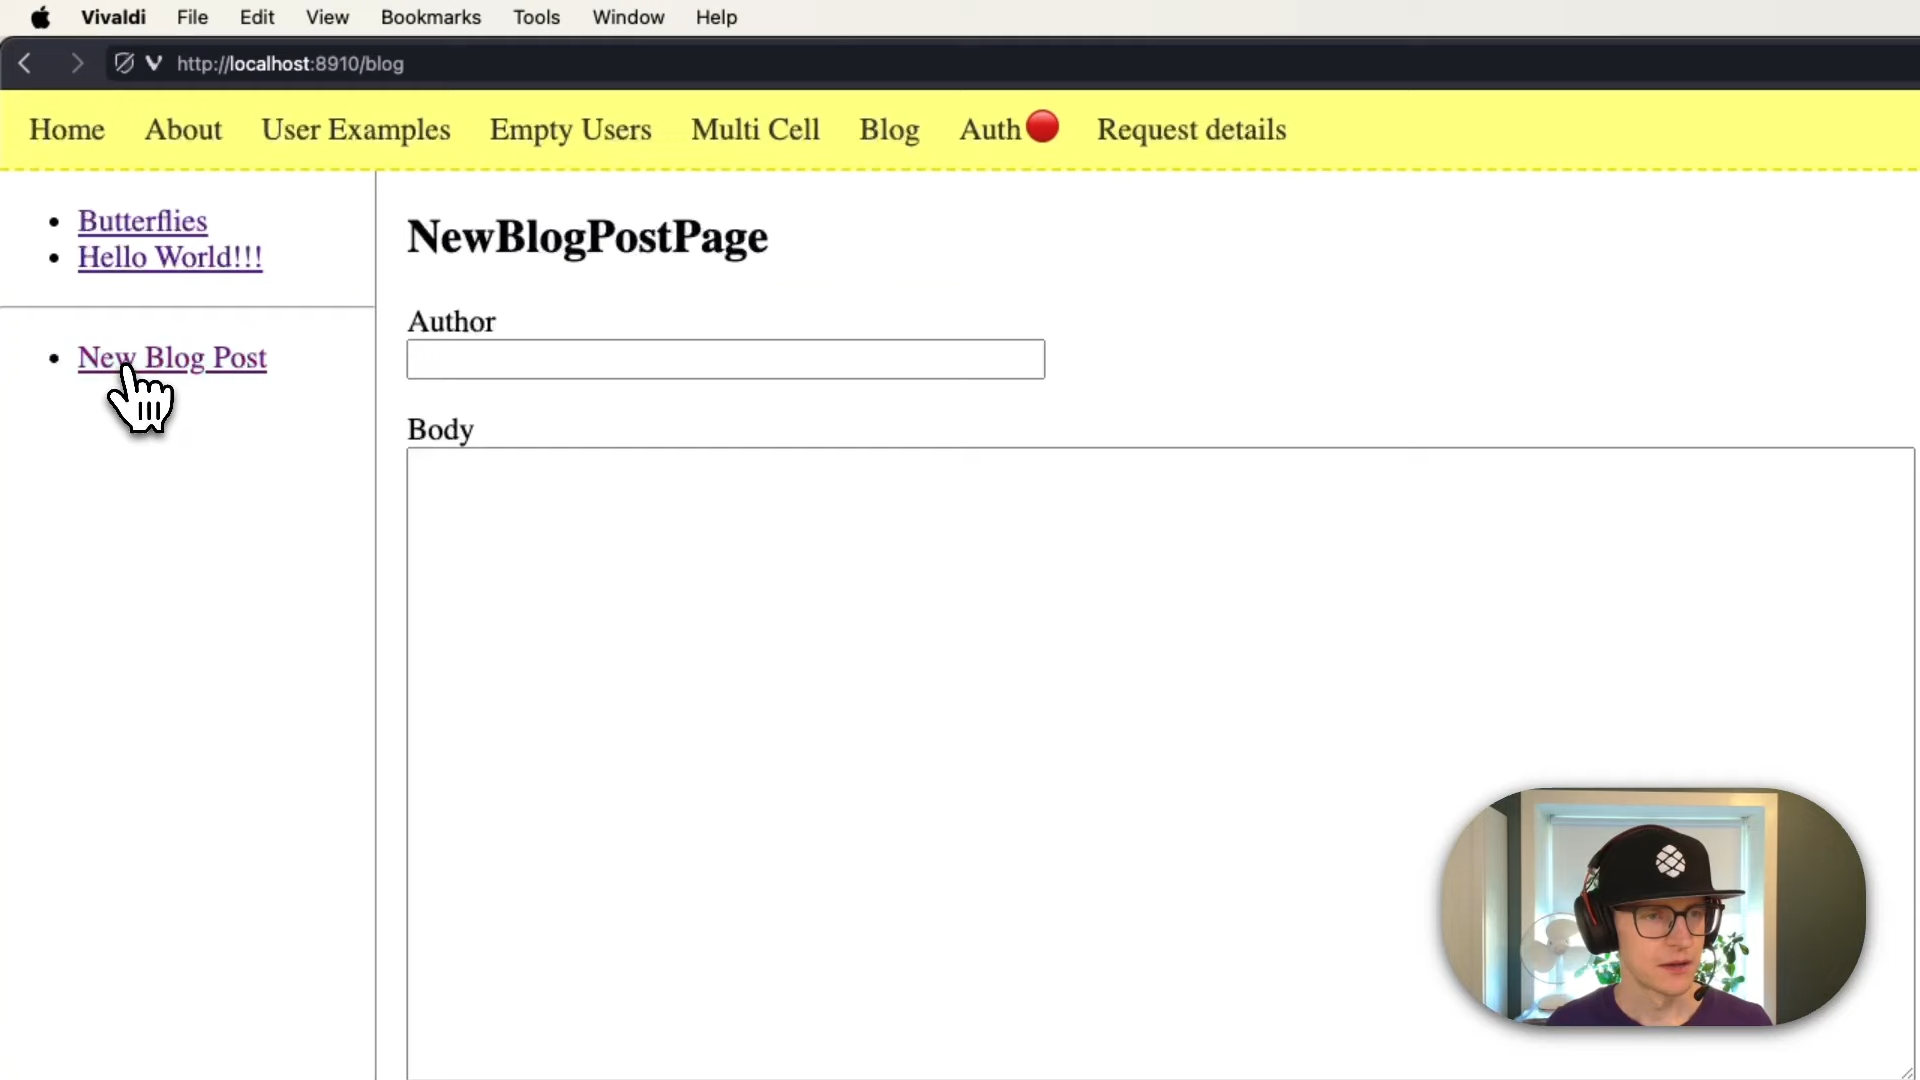 Vivaldi File Edit View Bookmarks Tools Window Help
http://localhost:8910/blog
Home About User Examples Empty Users Multi Cell Blog Auth Request details
Butterflies
Hello World!!!
New Blog Post
NewBlogPostPage
Author
Body